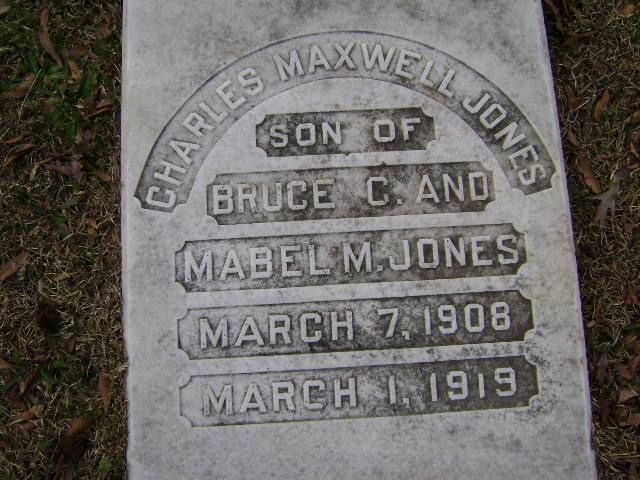 CHARLES MAXWELL JONES
SON OF
BRUCE C. AND
MABEL M. JONES
MARCH 7, 1908
MARCH 1, 1919